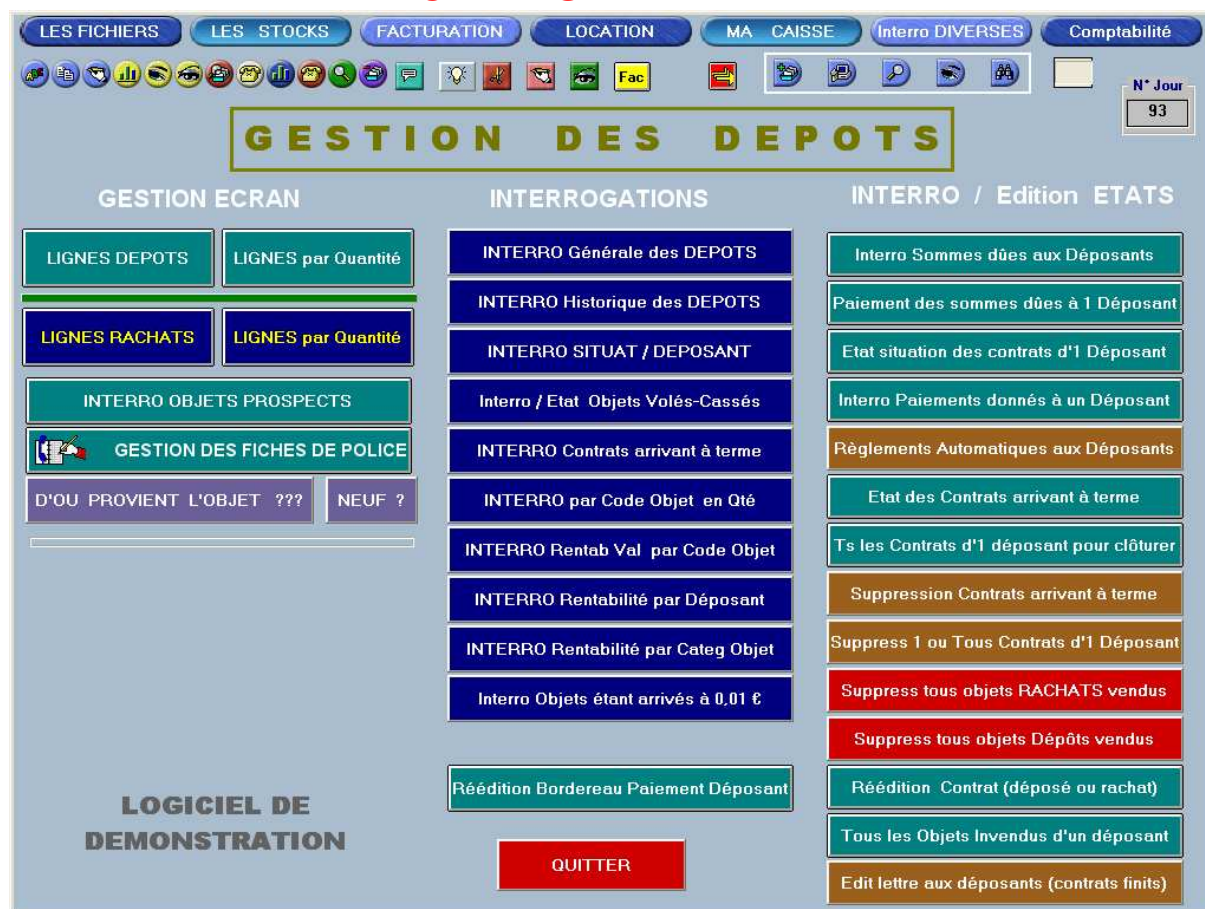 LES FICHIERS
LES STOCKS
FACTURATION
LOCATION
MA CAISSE
Interro DIVERSES
Comptabilité
Fac
N° Jour
93
GESTION DES DEPOTS
GESTION ECRAN
LIGNES DEPOTS
LIGNES par Quantité
LIGNES RACHATS
LIGNES par Quantité
INTERRO OBJETS PROSPECTS
GESTION DES FICHES DE POLICE
D'OU PROVIENT L'OBJET ???
NEUF ?
LOGICIEL DE
DEMONSTRATION
INTERROGATIONS
INTERRO Générale des DEPOTS
INTERRO Historique des DEPOTS
INTERRO SITUAT / DEPOSANT
Interro / Etat Objets Volés-Cassés
INTERRO Contrats arrivant à terme
INTERRO par Code Objet en Qté
INTERRO Rentab Val par Code Objet
INTERRO Rentabilité par Déposant
INTERRO Rentabilité par Categ Objet
Interro Objets étant arrivés à 0,01 €
Réédition Bordereau Paiement Déposant
QUITTER
INTERRO / Edition ETATS
Interro Sommes dûes aux Déposants
Paiement des sommes dûes à 1 Déposant
Etat situation des contrats d'1 Déposant
Interro Paiements donnés à un Déposant
Règlements Automatiques aux Déposants
Etat des Contrats arrivant à terme
Ts les Contrats d'1 déposant pour clôturer
Suppression Contrats arrivant à terme
Suppress 1 ou Tous Contrats d'1 Déposant
Suppress tous objets RACHATS vendus
Suppress tous objets Dépôts vendus
Réédition Contrat (déposé ou rachat)
Tous les Objets Invendus d'un déposant
Edit lettre aux déposants (contrats finits)